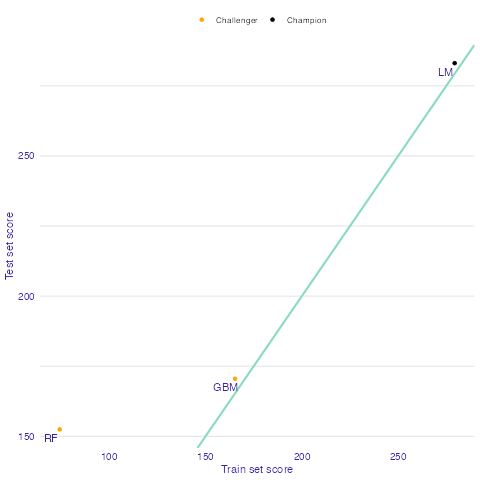 Challenger Champion
LM
250
Test set score
200
GBM
RF
150
100 150 200 250
Train set score